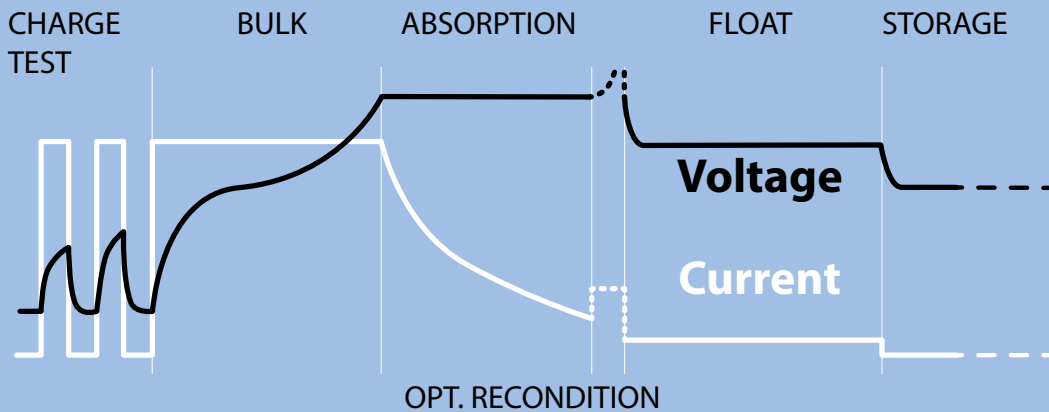 CHARGE TEST
BULK
ABSORPTION
FLOAT
STORAGE
Voltage
Current
OPT. RECONDITION